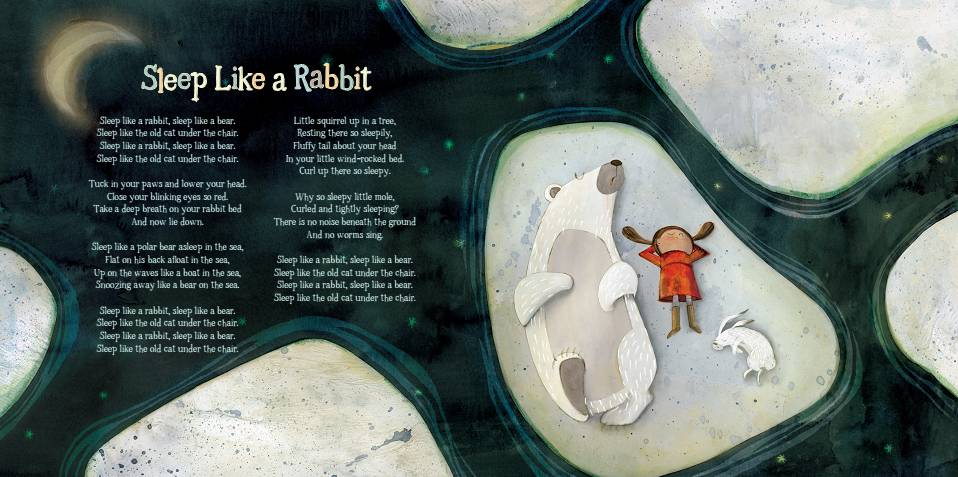 Sleep Like a Rabbit
Sleep like a rabbit, sleep like a bear.
Sleep like the old cat under the chair.
Sleep like a rabbit, sleep like a bear.
Sleep like the old cat under the chair.
Tuck in your paws and lower your head.
Close your blinking eyes so red.
Take a deep breath on your rabbit bed
And now lie down.
Sleep like a polar bear asleep in the sea,
Flat on his back afloat in the sea,
Up on the waves like a boat in the sea,
Snoozing away like a bear on the sea.
Sleep like a rabbit, sleep like a bear.
Sleep like the old cat under the chair.
Sleep like a rabbit, sleep like a bear.
Sleep like the old cat under the chair.
Little squirrel up in a tree,
Resting there so sleepily,
Fluffy tail about your head
In your little wind-rocked bed.
Curl up there so sleepy.
Why so sleepy little mole,
Curled and tightly sleeping?
There is no noise beneath the ground
And no worms sing.
Sleep like a rabbit, sleep like a bear.
Sleep like the old cat under the chair.
Sleep like a rabbit, sleep like a bear.
Sleep like the old cat under the chair.